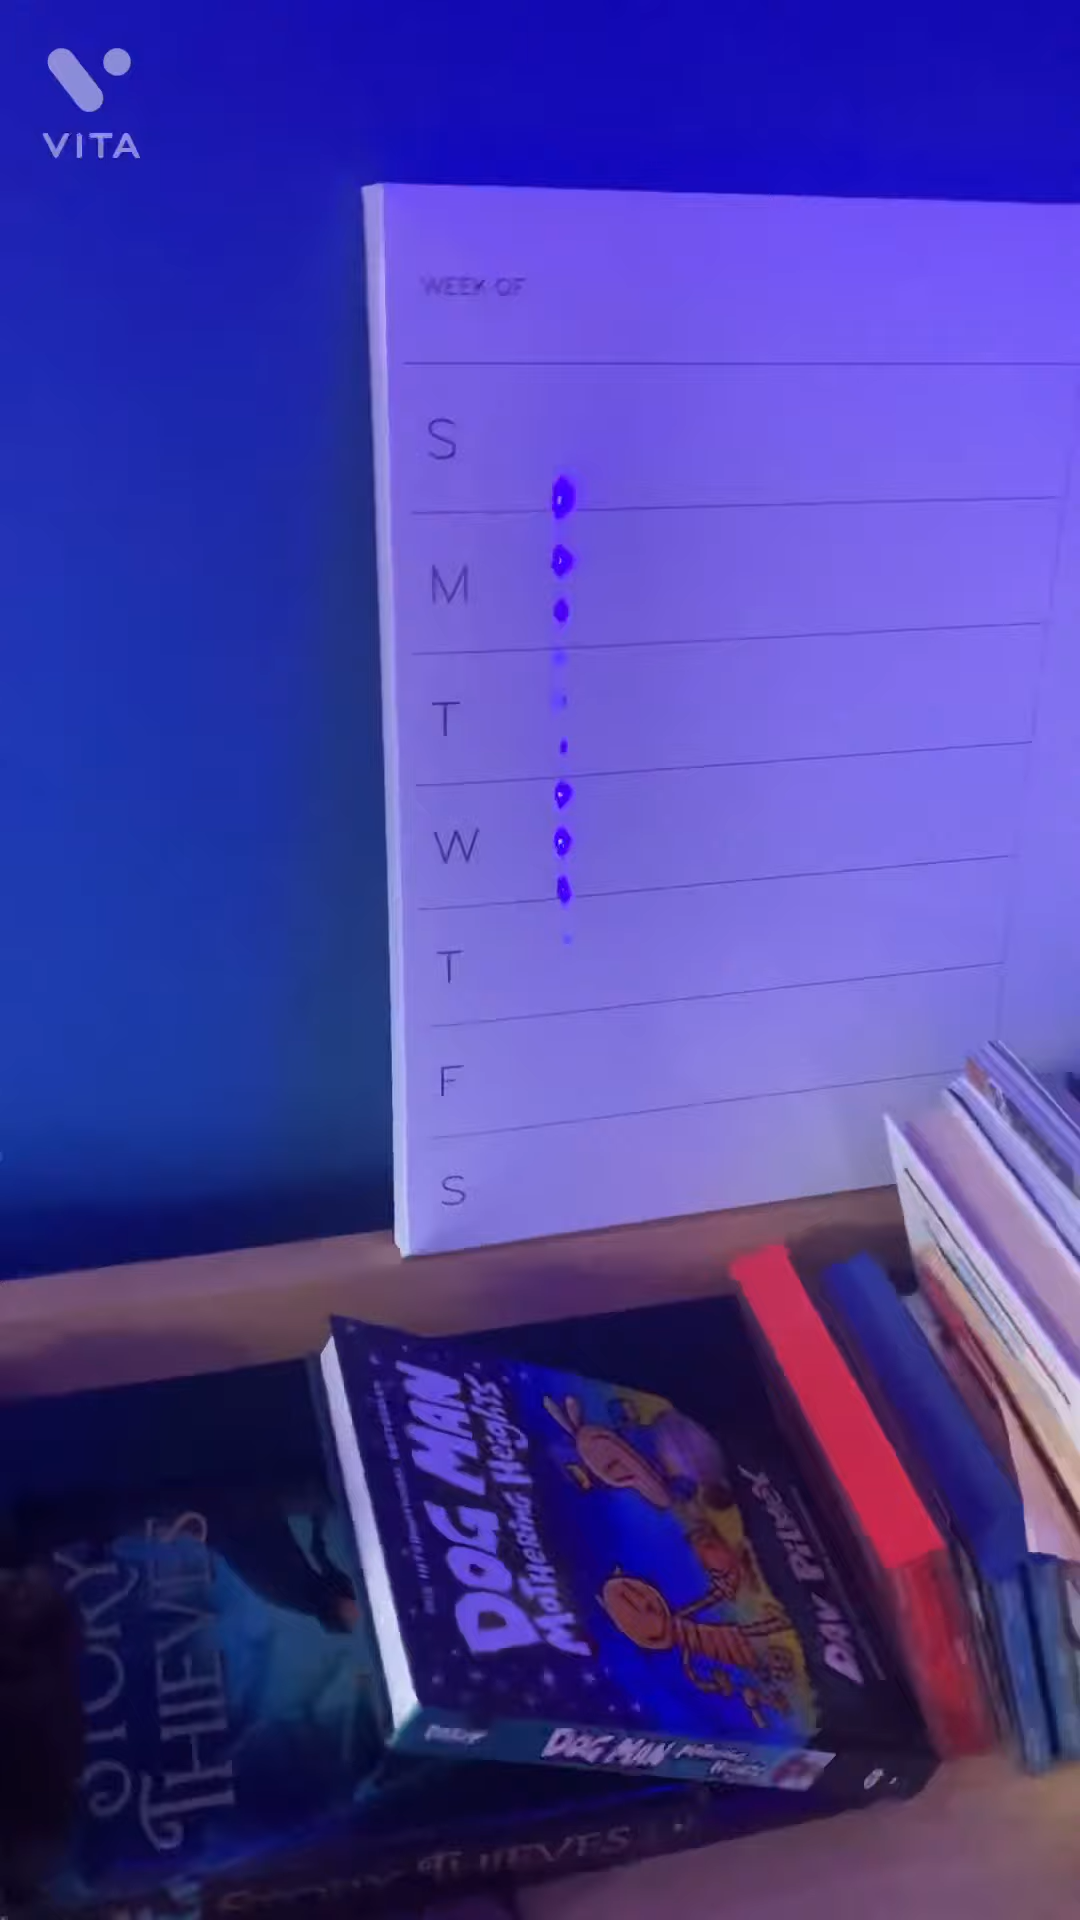 VITA
WEEK OF
S
M
T
W
T
F
S
DOG MAN
MOTHERING HEIGHTS
DAV PILKEY
STORY
THIEVES
DOG MAN
THIEVES